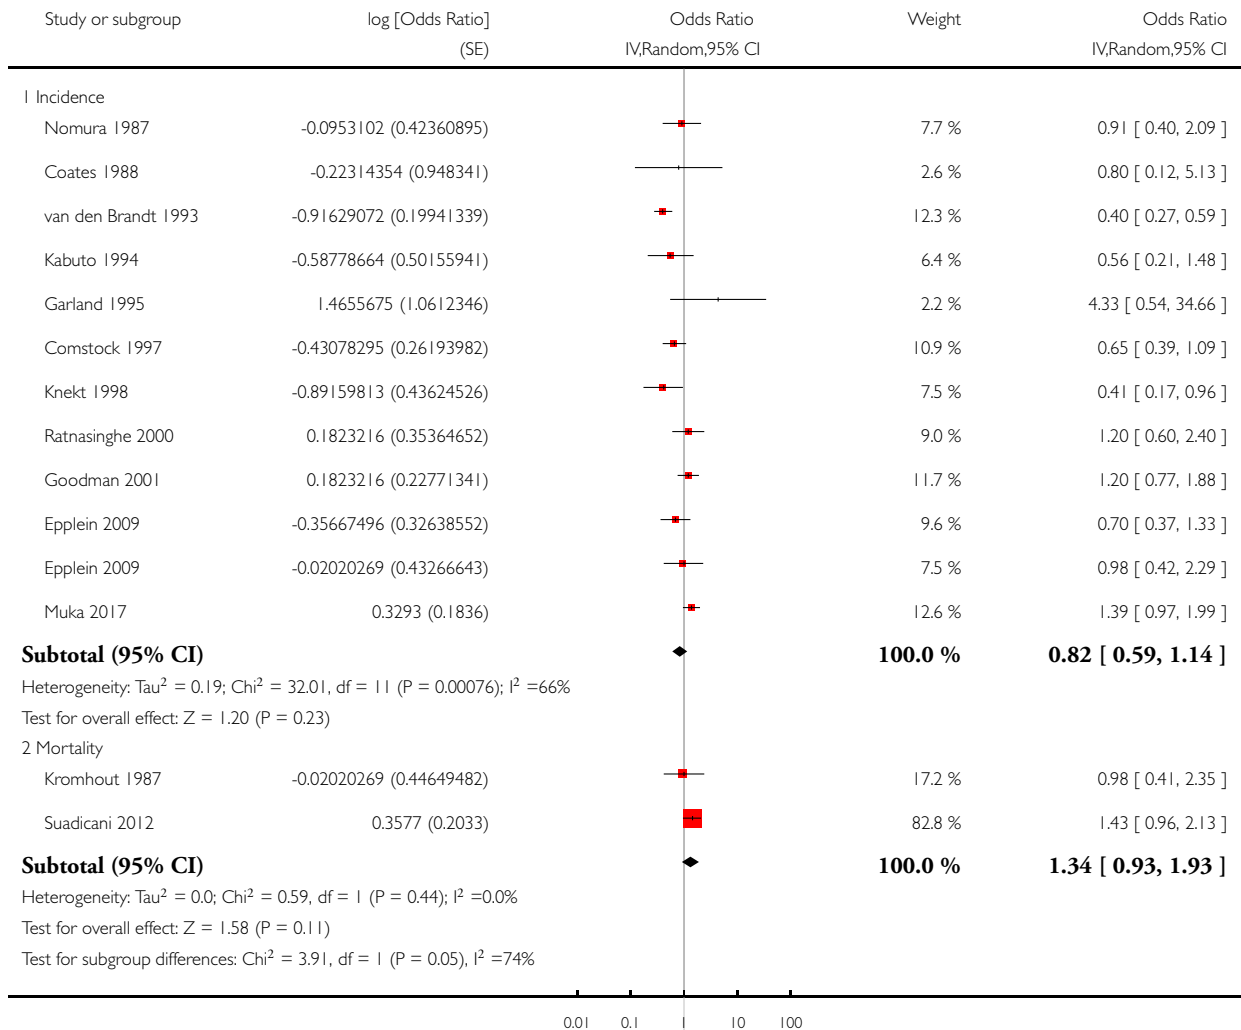 Study or subgroup log [Odds Ratio] Odds Ratio Weight Odds Ratio
(SE) IV,Random,95% CI IV,Random,95% CI
1 Incidence
Nomura 1987 -0.0953102 (0.42360895) 7.7 % 0.91 [ 0.40, 2.09 ]
Coates 1988 -0.22314354 (0.948341) 2.6 % 0.80 [ 0.12, 5.13 ]
van den Brandt 1993 -0.91629072 (0.19941339) 12.3 % 0.40 [ 0.27, 0.59 ]
Kabuto 1994 -0.58778664 (0.50155941) 6.4 % 0.56 [ 0.21, 1.48 ]
Garland 1995 1.4655675 (1.0612346) 2.2 % 4.33 [ 0.54, 34.66 ]
Comstock 1997 -0.43078295 (0.26193982) 10.9 % 0.65 [ 0.39, 1.09 ]
Knekt 1998 -0.89159813 (0.43624526) 7.5 % 0.41 [ 0.17, 0.96 ]
Ratnasinghe 2000 0.1823216 (0.35364652) 9.0 % 1.20 [ 0.60, 2.40 ]
Goodman 2001 0.1823216 (0.22771341) 11.7 % 1.20 [ 0.77, 1.88 ]
Epplein 2009 -0.35667496 (0.32638552) 9.6 % 0.70 [ 0.37, 1.33 ]
Epplein 2009 -0.02020269 (0.43266643) 7.5 % 0.98 [ 0.42, 2.29 ]
Muka 2017 0.3293 (0.1836) 12.6 % 1.39 [ 0.97, 1.99 ]
Subtotal (95% CI) 100.0 % 0.82 [ 0.59, 1.14 ]
Heterogeneity: Tau² = 0.19; Chi² = 32.01, df = 11 (P = 0.00076); I² =66%
Test for overall effect: Z = 1.20 (P = 0.23)
2 Mortality
Kromhout 1987 -0.02020269 (0.44649482) 17.2 % 0.98 [ 0.41, 2.35 ]
Suadicani 2012 0.3577 (0.2033) 82.8 % 1.43 [ 0.96, 2.13 ]
Subtotal (95% CI) 100.0 % 1.34 [ 0.93, 1.93 ]
Heterogeneity: Tau² = 0.0; Chi² = 0.59, df = 1 (P = 0.44); I² =0.0%
Test for overall effect: Z = 1.58 (P = 0.11)
Test for subgroup differences: Chi² = 3.91, df = 1 (P = 0.05), I² =74%
0.01 0.1 1 10 100